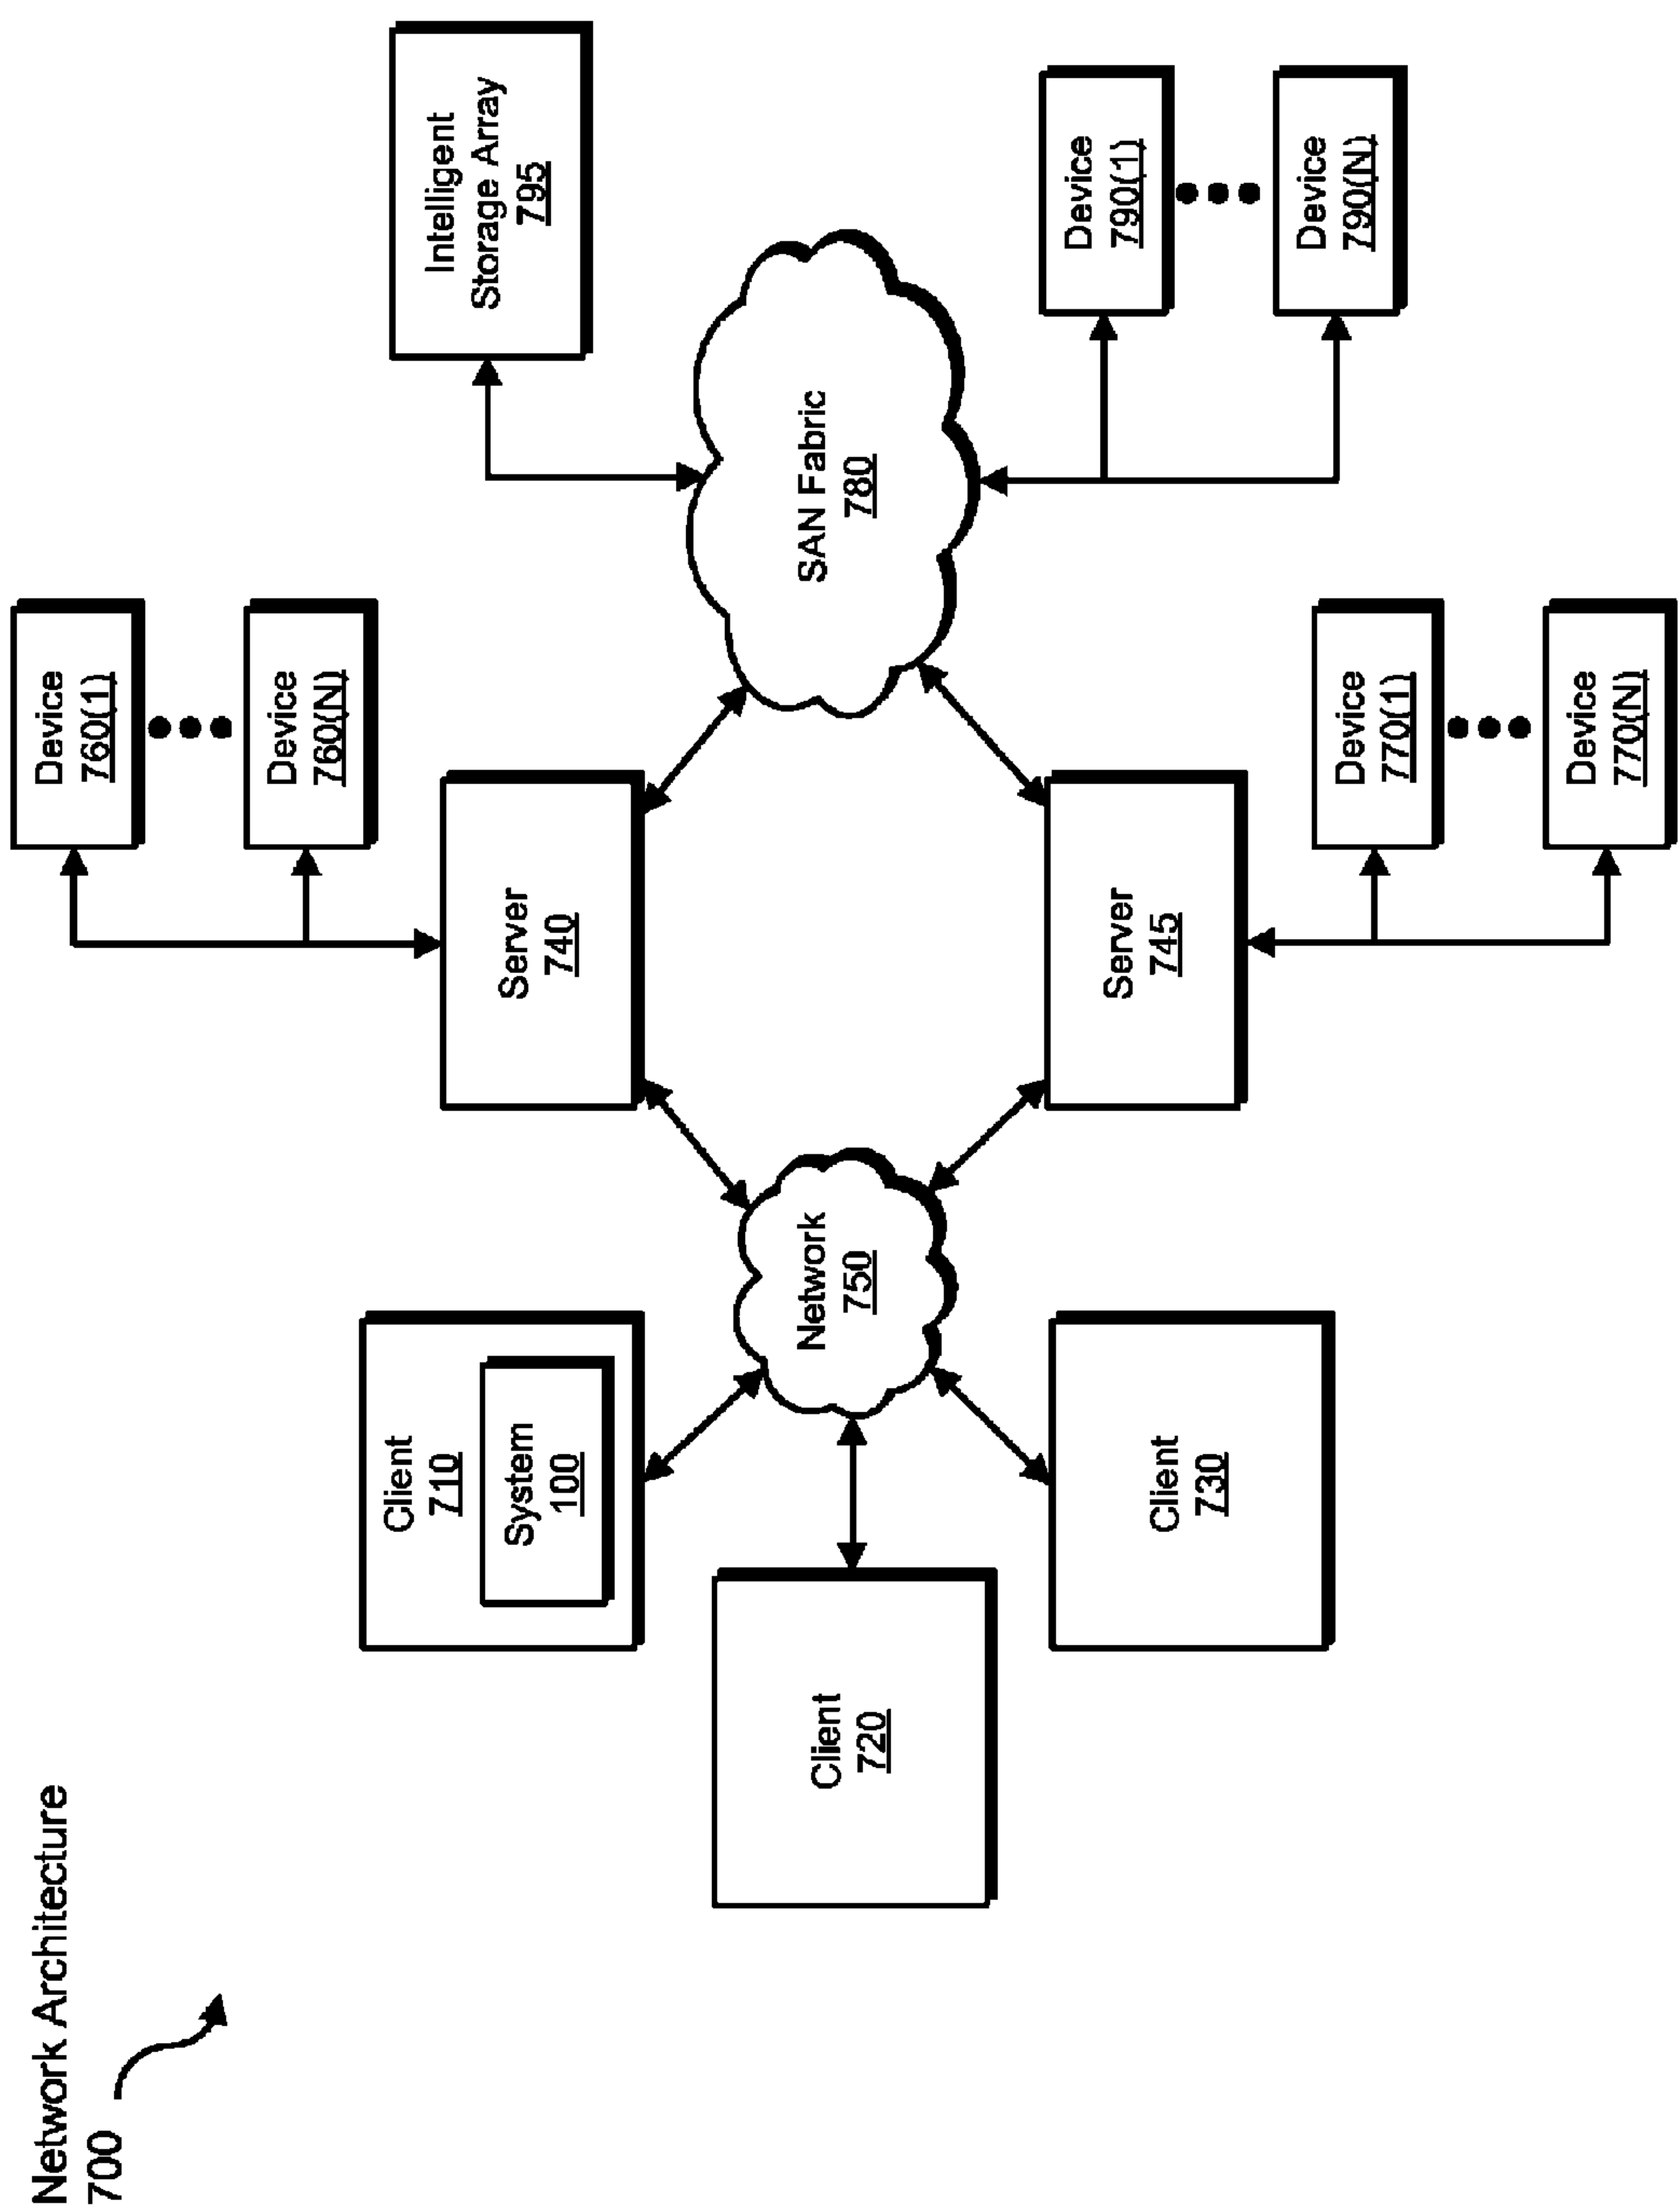 Network Architecture
700
Client
710
System
100
Client
720
Client
730
Network
750
Server
740
Server
745
Device
760(1)
Device
760(N)
Device
770(1)
Device
770(N)
SAN Fabric
780
Intelligent
Storage Array
795
Device
790(1)
Device
790(N)